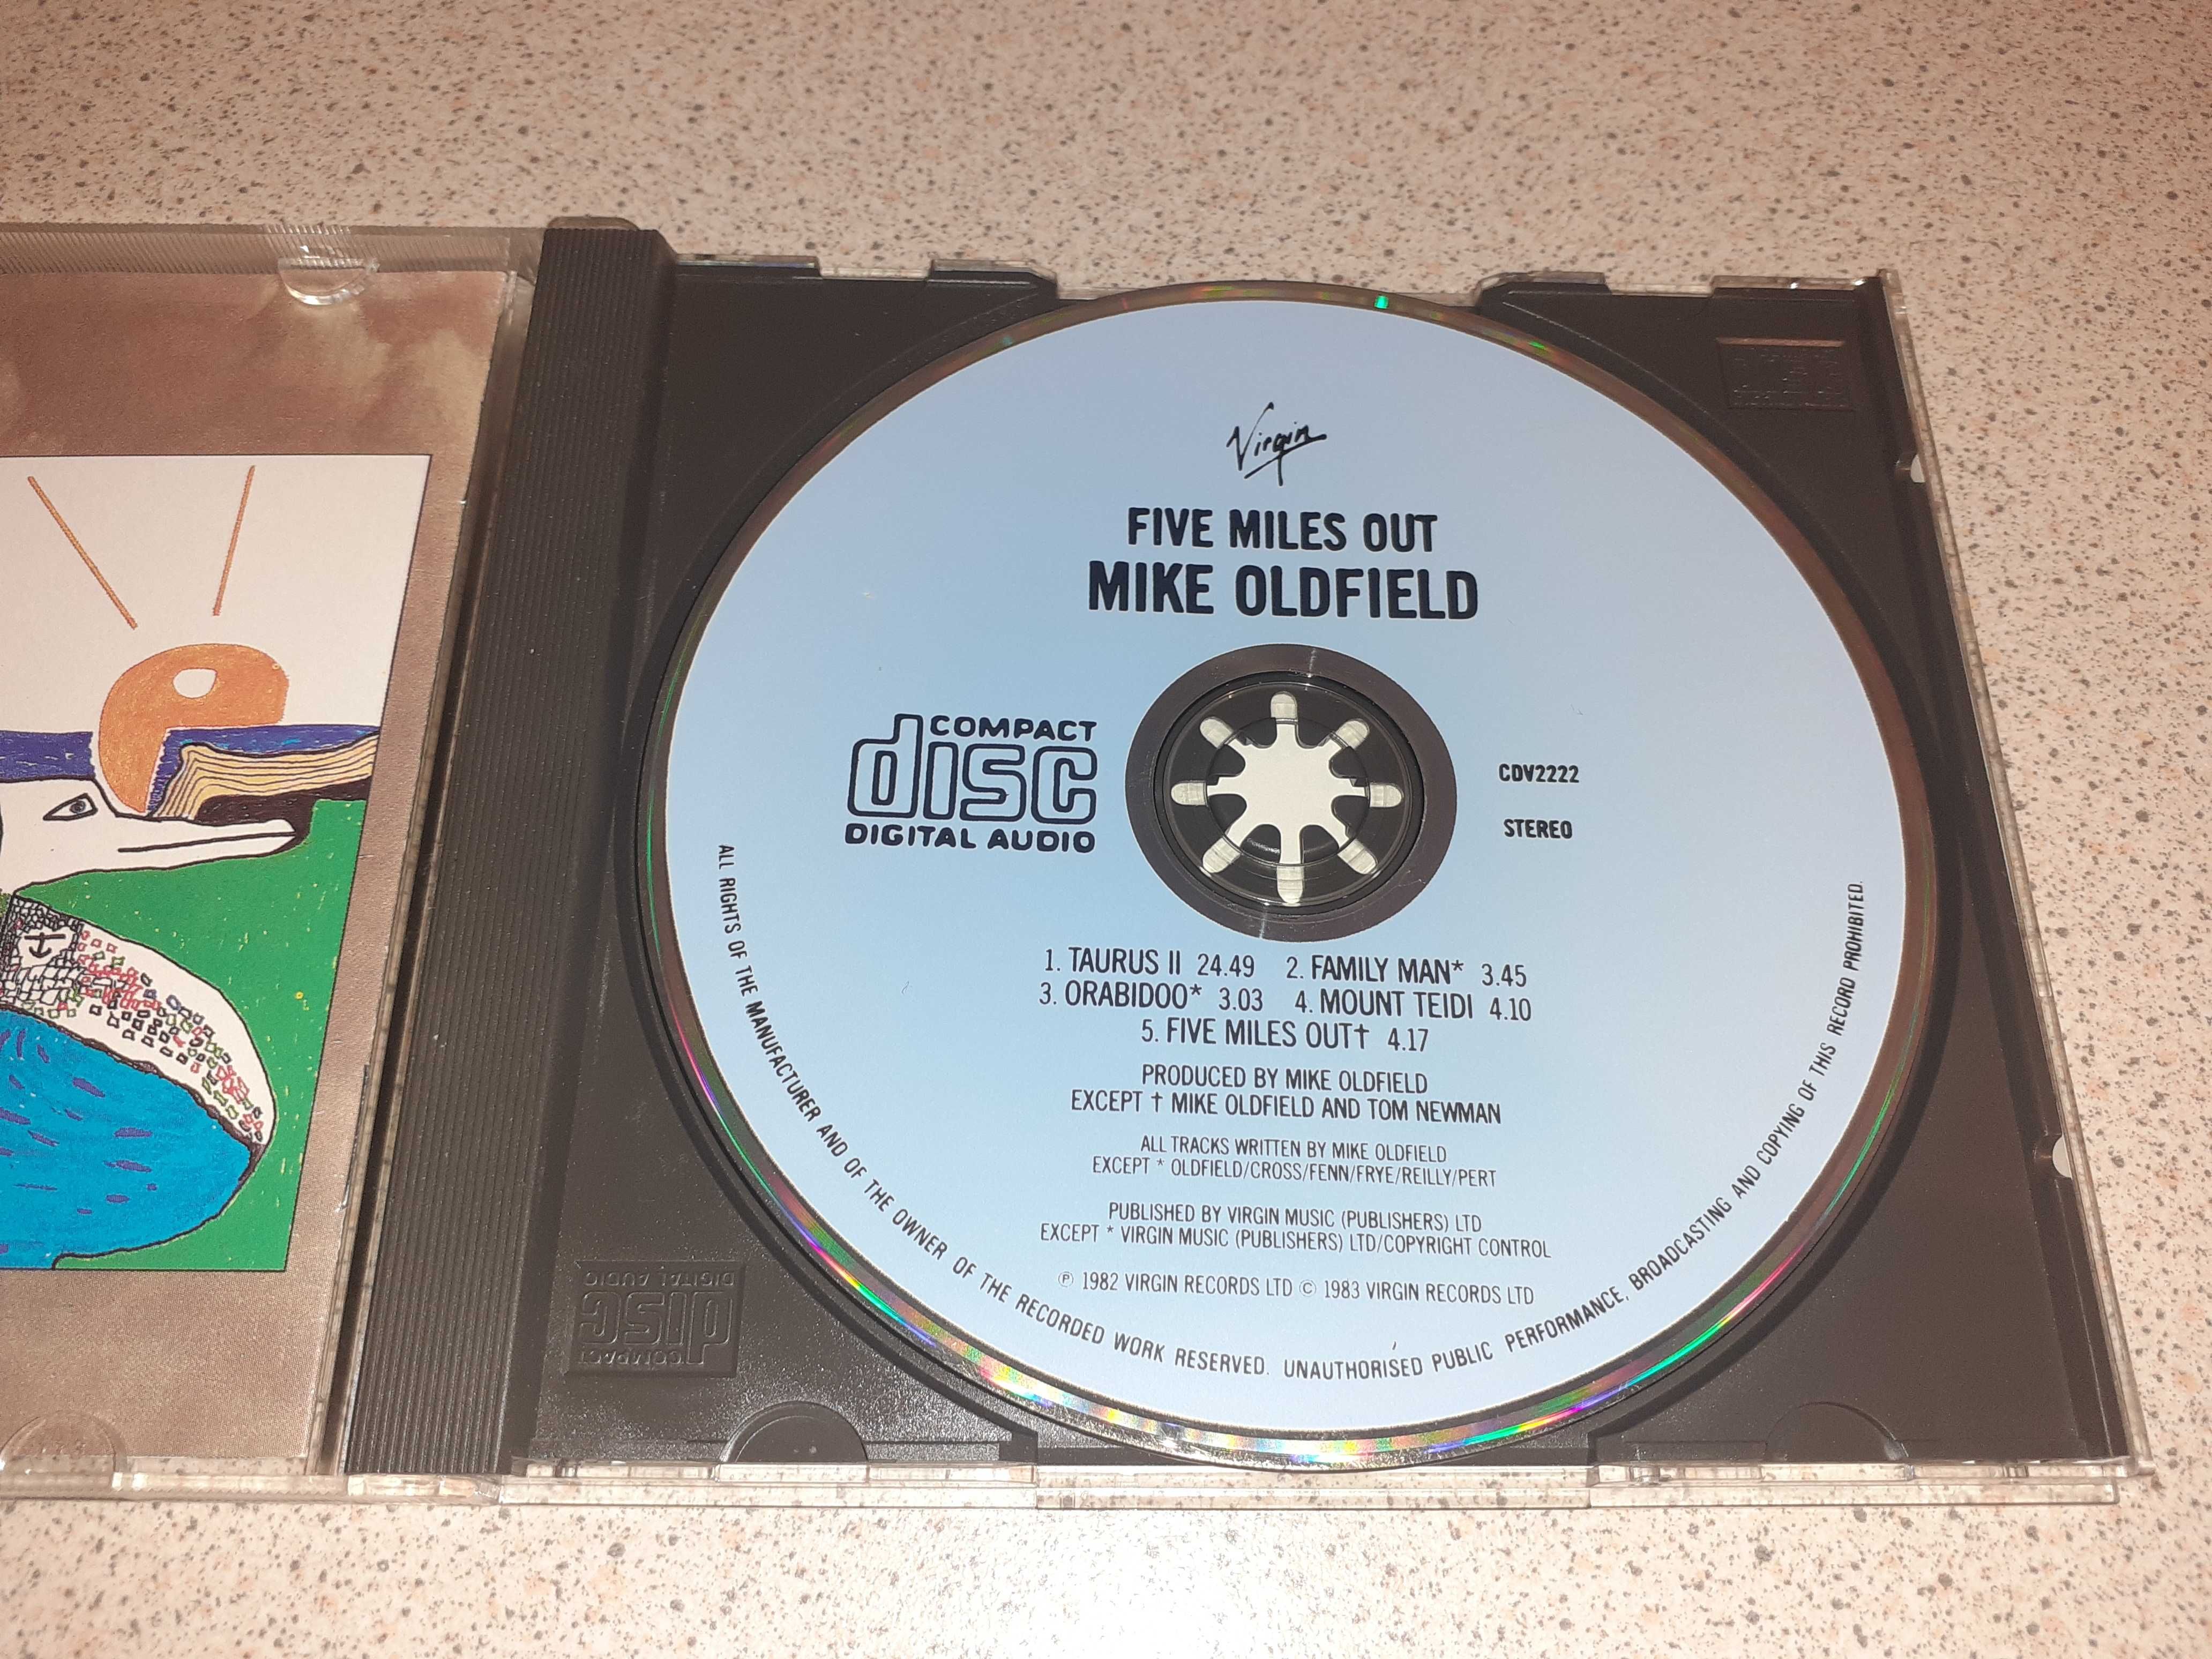 Virgin
FIVE MILES OUT
MIKE OLDFIELD
COMPACT
disc
DIGITAL AUDIO
CDV2222
STEREO
1. TAURUS II 24.49 2. FAMILY MAN* 3.45
3. ORABIDOO* 3.03 4. MOUNT TEIDI 4.10
5. FIVE MILES OUT† 4.17
PRODUCED BY MIKE OLDFIELD
EXCEPT † MIKE OLDFIELD AND TOM NEWMAN
ALL TRACKS WRITTEN BY MIKE OLDFIELD
EXCEPT * OLDFIELD/CROSS/FENN/FRYE/REILLY/PERT
PUBLISHED BY VIRGIN MUSIC (PUBLISHERS) LTD
EXCEPT * VIRGIN MUSIC (PUBLISHERS) LTD/COPYRIGHT CONTROL
℗ 1982 VIRGIN RECORDS LTD © 1983 VIRGIN RECORDS LTD
ALL RIGHTS OF THE MANUFACTURER AND OF THE OWNER OF THE RECORDED WORK RESERVED. UNAUTHORISED PUBLIC PERFORMANCE, BROADCASTING AND COPYING OF THIS RECORD PROHIBITED.
COMPACT
disc
DIGITAL AUDIO